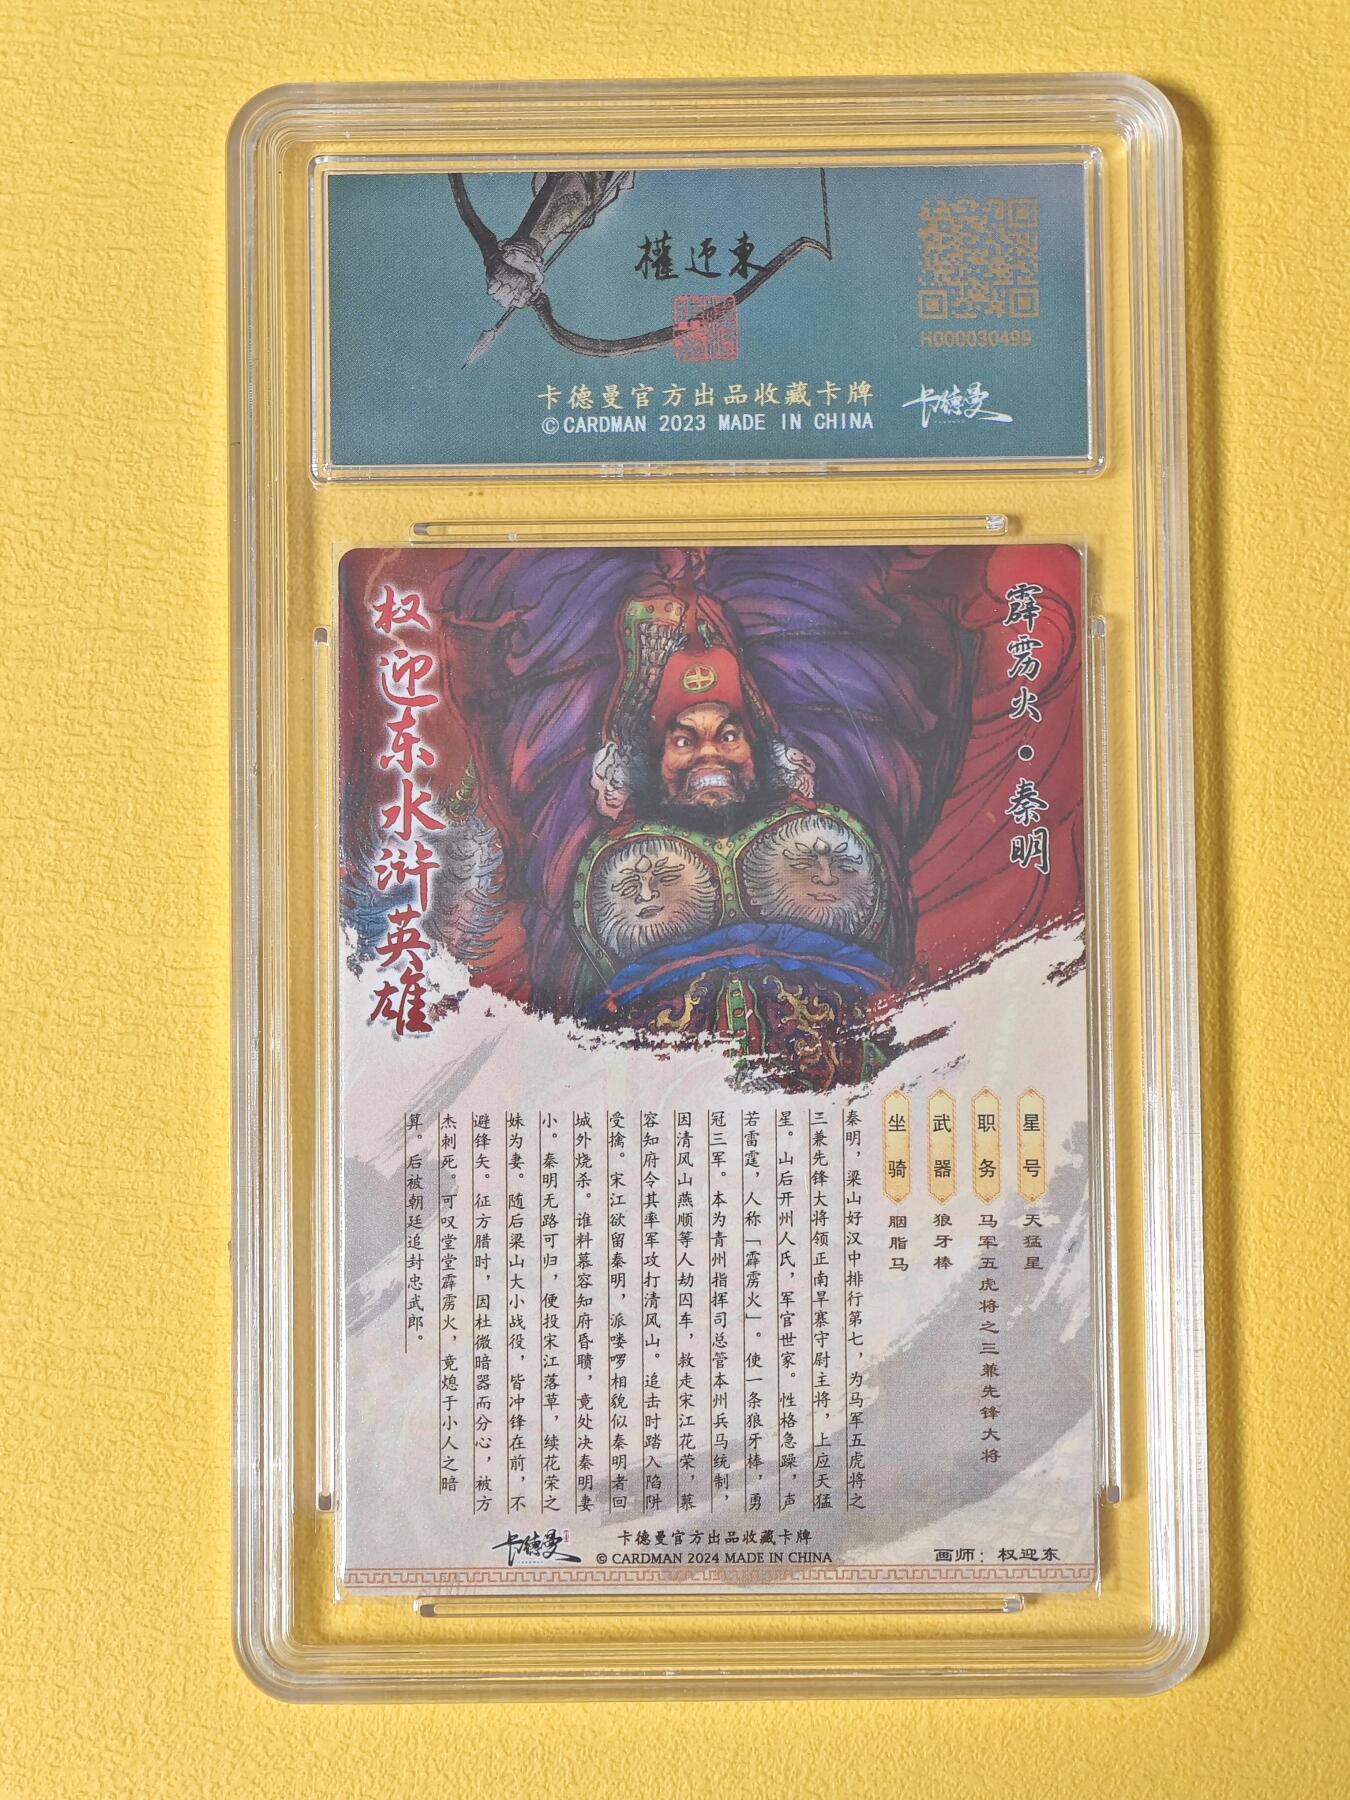 權迎東
H000030499
卡德曼官方出品收藏卡牌
©CARDMAN 2023 MADE IN CHINA
卡德曼
权迎东水浒英雄
霹雳火·秦明
星号 天猛星
职务 马军五虎将之三兼先锋大将
武器 狼牙棒
坐骑 胭脂马
秦明，梁山好汉中排行第七，为马军五虎将之
三兼先锋大将领正南旱寨守尉主将，上应天猛
星。山后开州人氏，军官世家。性格急躁，声
若雷霆，人称「霹雳火」。使一条狼牙棒，勇
冠三军。本为青州指挥司总管本州兵马统制，
因清风山燕顺等人劫囚车，救走宋江花荣，慕
容知府令其率军攻打清风山。追击时踏入陷阱
受擒。宋江欲留秦明，派喽啰相貌似秦明者回
城外烧杀。谁料慕容知府昏聩，竟处决秦明妻
小。秦明无路可归，便投宋江落草，续花荣之
妹为妻。随后梁山大小战役，皆冲锋在前，不
避锋矢。征方腊时，因杜微暗器而分心，被方
杰刺死。可叹堂堂霹雳火，竟熄于小人之暗
算。后被朝廷追封忠武郎。
卡德曼
卡德曼官方出品收藏卡牌
© CARDMAN 2024 MADE IN CHINA
画师：权迎东